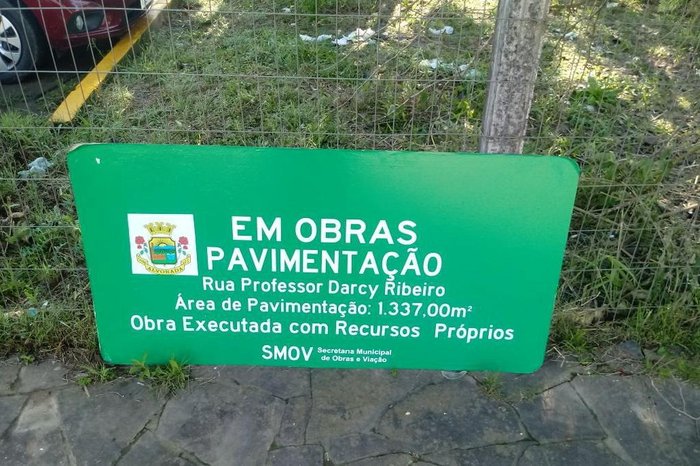 EM OBRAS
PAVIMENTAÇÃO
Rua Professor Darcy Ribeiro
Área de Pavimentação: 1.337,00m²
Obra Executada com Recursos Próprios
SMOV Secretaria Municipal
de Obras e Viação
ALVORADA